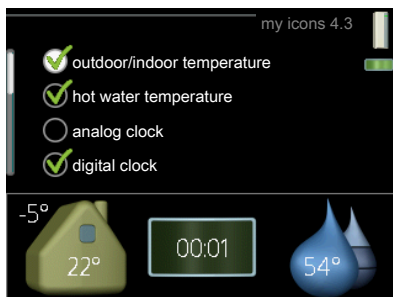 my icons 4.3
outdoor/indoor temperature
hot water temperature
analog clock
digital clock
-5°
22°
00:01
54°